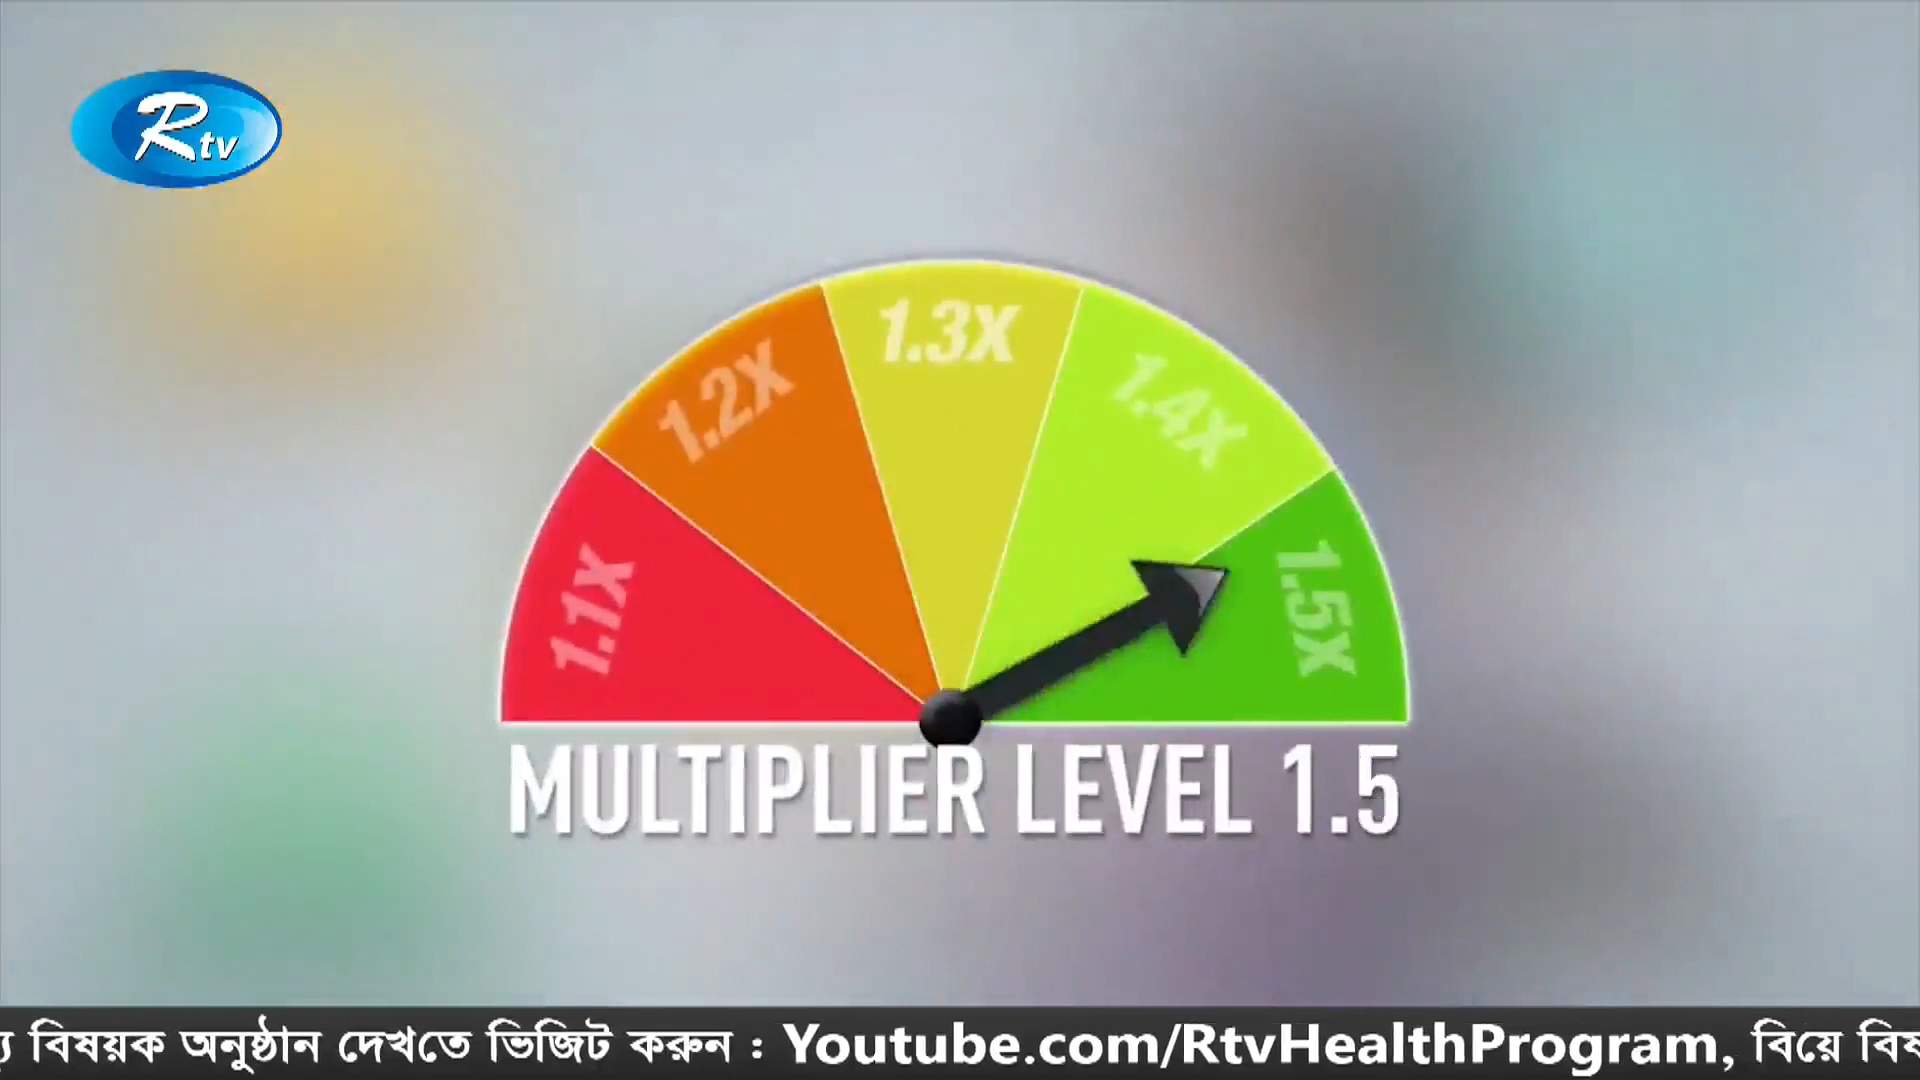 Rtv
1.1X
1.2X
1.3X
1.4X
1.5X
MULTIPLIER LEVEL 1.5
বিষয়ক অনুষ্ঠান দেখতে ভিজিট করুন : Youtube.com/RtvHealthProgram, বিয়ে